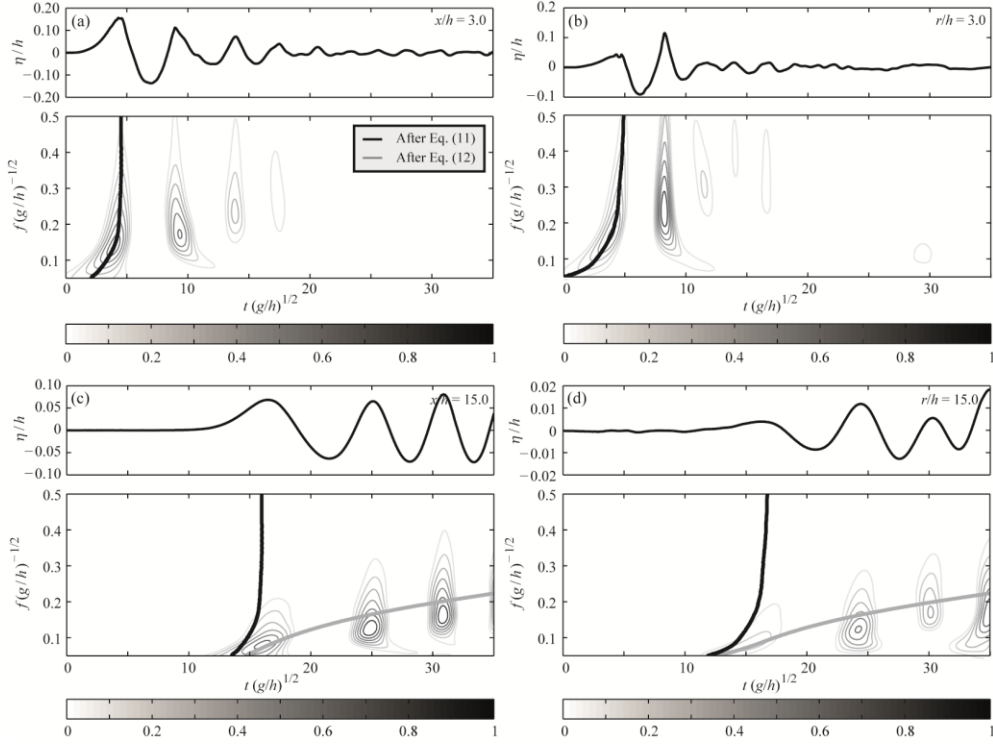 (a)
x/h = 3.0
0.20
0.10
0
−0.10
−0.20
η/h
0.5
0.4
0.3
0.2
0.1
f(g/h)^{−1/2}
After Eq. (11)
After Eq. (12)
0 10 20 30
t (g/h)^{1/2}
0 0.2 0.4 0.6 0.8 1
(b)
r/h = 3.0
0.2
0.1
0
−0.1
η/h
0.5
0.4
0.3
0.2
0.1
f(g/h)^{−1/2}
0 10 20 30
t (g/h)^{1/2}
0 0.2 0.4 0.6 0.8 1
(c)
x/h = 15.0
0.10
0.05
0
−0.05
−0.10
η/h
0.5
0.4
0.3
0.2
0.1
f(g/h)^{−1/2}
0 10 20 30
t (g/h)^{1/2}
0 0.2 0.4 0.6 0.8 1
(d)
r/h = 15.0
0.02
0.01
0
−0.01
−0.02
η/h
0.5
0.4
0.3
0.2
0.1
f(g/h)^{−1/2}
0 10 20 30
t (g/h)^{1/2}
0 0.2 0.4 0.6 0.8 1